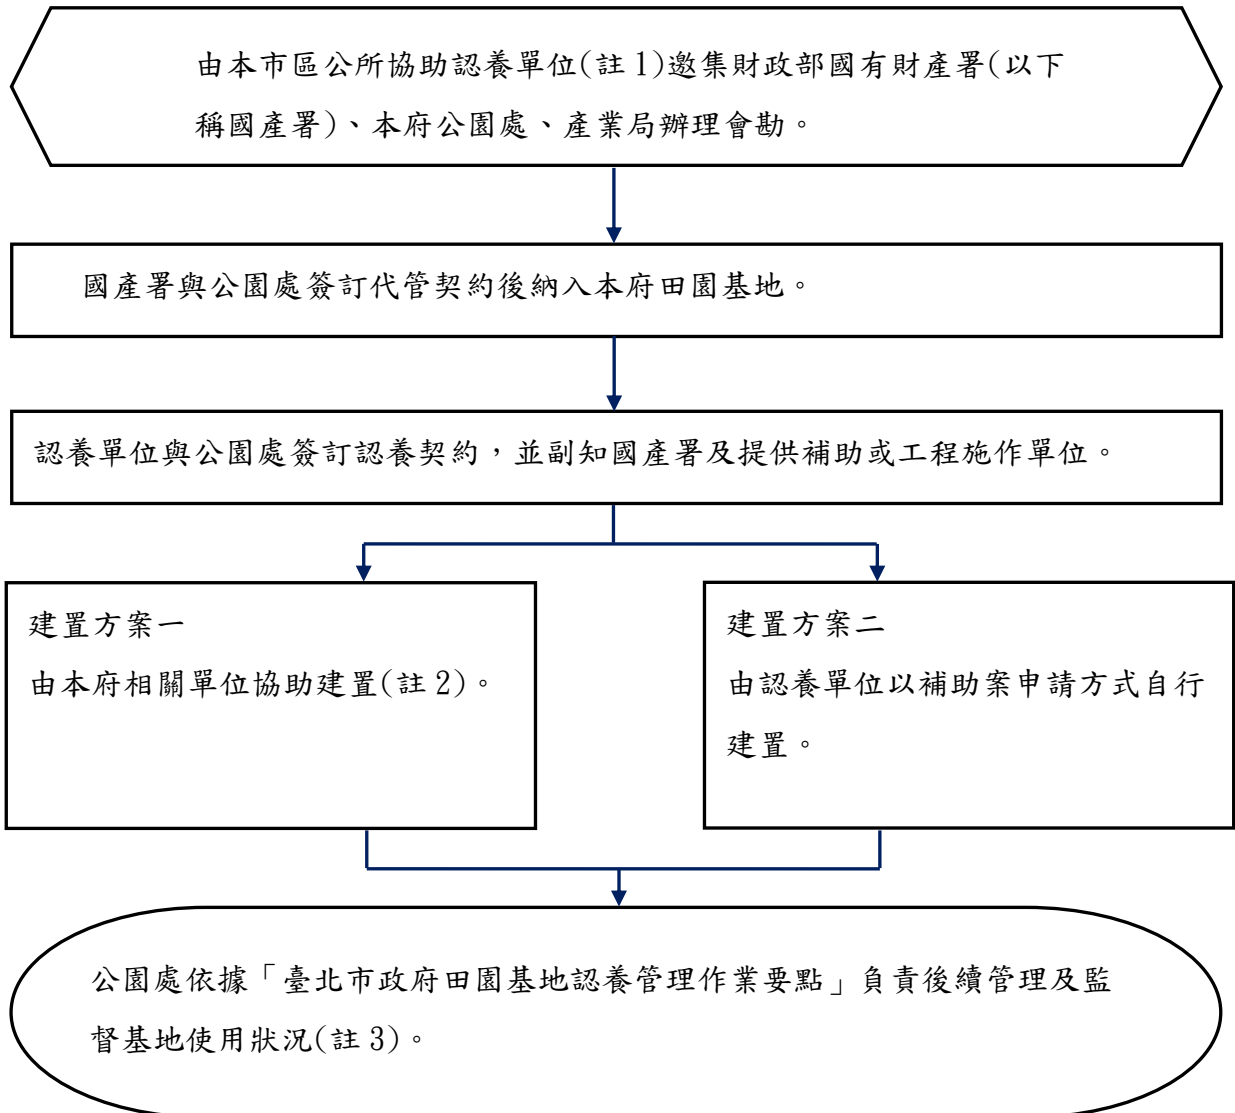 由本市區公所協助認養單位(註 1)邀集財政部國有財產署(以下
稱國產署)、本府公園處、產業局辦理會勘。
國產署與公園處簽訂代管契約後納入本府田園基地。
認養單位與公園處簽訂認養契約，並副知國產署及提供補助或工程施作單位。
建置方案一
由本府相關單位協助建置(註 2)。
建置方案二
由認養單位以補助案申請方式自行
建置。
公園處依據「臺北市政府田園基地認養管理作業要點」負責後續管理及監
督基地使用狀況(註 3)。